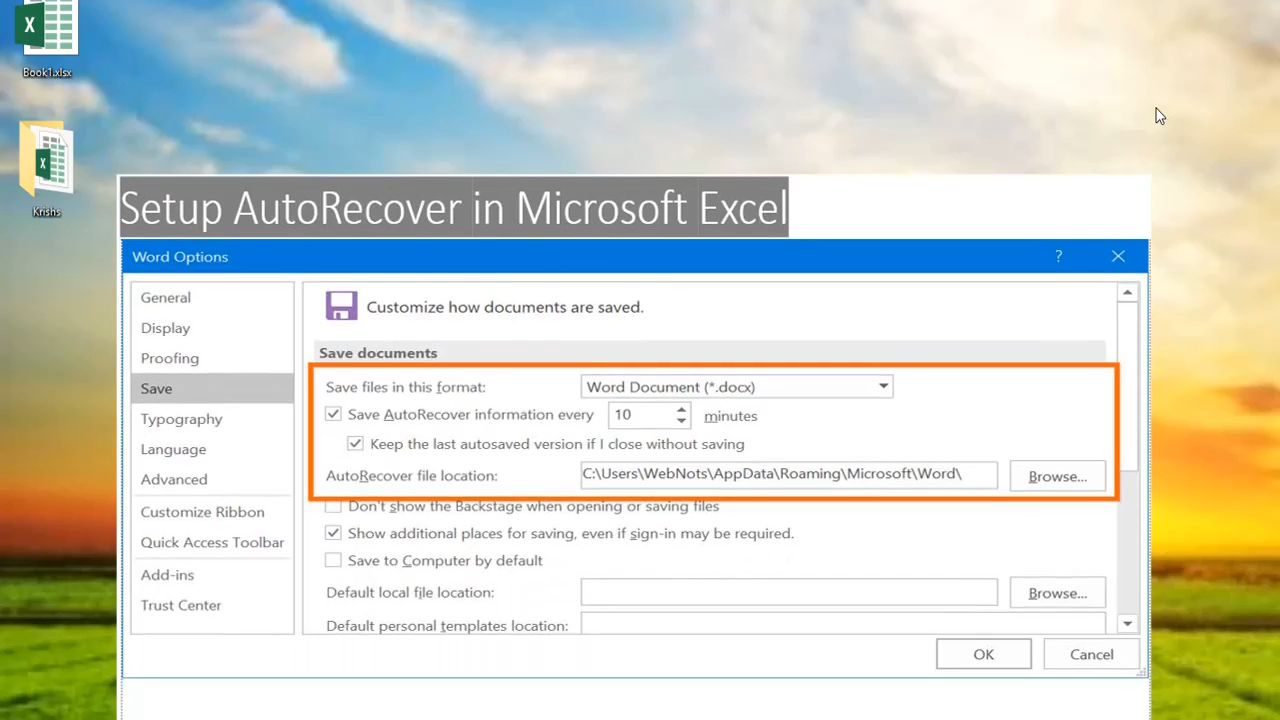 Book1.xlsx
Krishs
Setup AutoRecover in Microsoft Excel
Word Options ?
General
Display
Proofing
Save
Typography
Language
Advanced
Customize Ribbon
Quick Access Toolbar
Add-ins
Trust Center
Customize how documents are saved.
Save documents
Save files in this format: Word Document (*.docx)
Save AutoRecover information every 10 minutes
Keep the last autosaved version if I close without saving
AutoRecover file location: C:\Users\WebNots\AppData\Roaming\Microsoft\Word\ Browse...
Don't show the Backstage when opening or saving files
Show additional places for saving, even if sign-in may be required.
Save to Computer by default
Default local file location: Browse...
Default personal templates location:
OK Cancel